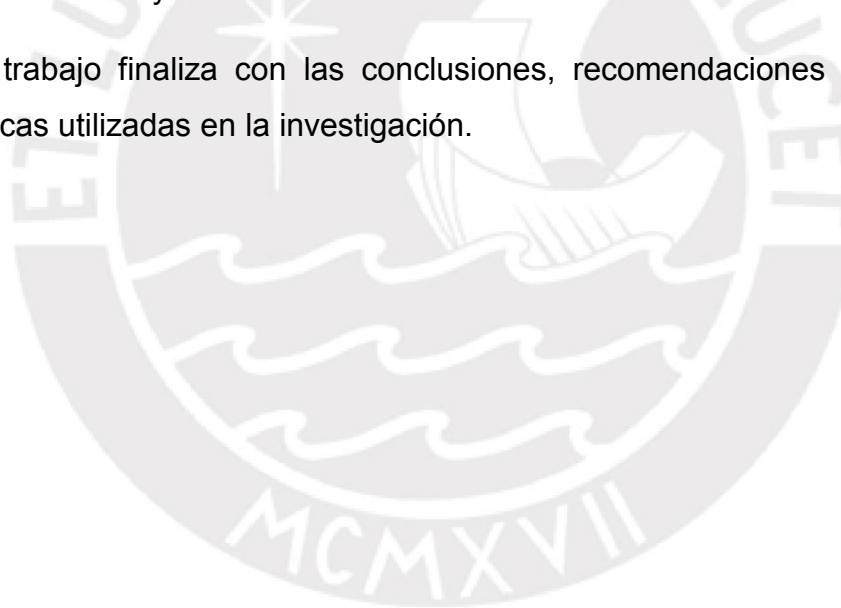 y
trabajo finaliza con las conclusiones, recomendaciones
cas utilizadas en la investigación.
MCMXVII